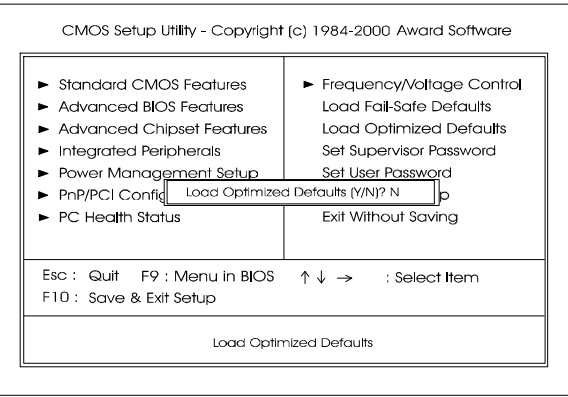 CMOS Setup Utility - Copyright (c) 1984-2000 Award Software
► Standard CMOS Features
► Advanced BIOS Features
► Advanced Chipset Features
► Integrated Peripherals
► Power Management Setup
► PnP/PCI Config
► PC Health Status
► Frequency/Voltage Control
Load Fail-Safe Defaults
Load Optimized Defaults
Set Supervisor Password
Set User Password
p
Exit Without Saving
Load Optimized Defaults (Y/N)? N
Esc : Quit F9 : Menu in BIOS ↑ ↓ → : Select Item
F10 : Save & Exit Setup
Load Optimized Defaults